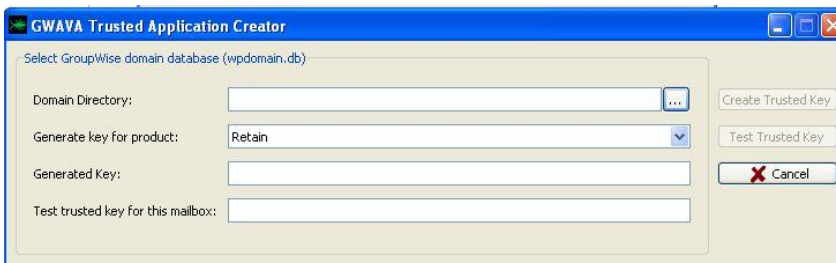 GWAVA Trusted Application Creator
Select GroupWise domain database (wpdomain.db)
Domain Directory:
...
Create Trusted Key
Generate key for product:
Retain
Test Trusted Key
Generated Key:
Cancel
Test trusted key for this mailbox: